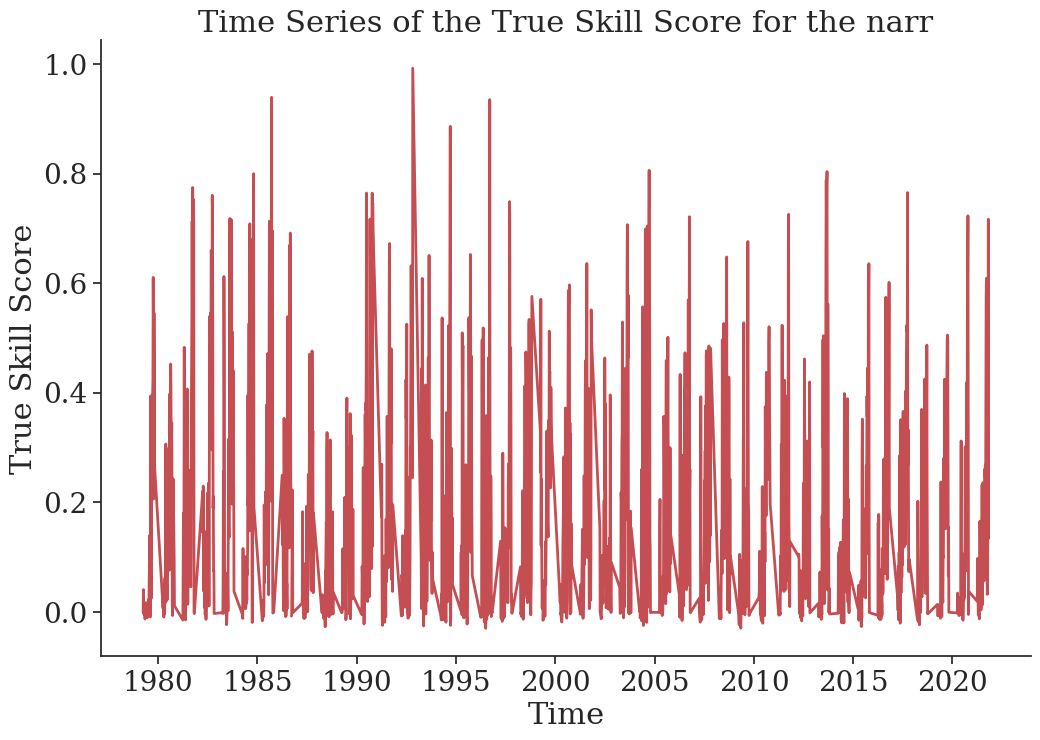 Time Series of the True Skill Score for the narr
True Skill Score
1.0
0.8
0.6
0.4
0.2
0.0
1980 1985 1990 1995 2000 2005 2010 2015 2020
Time